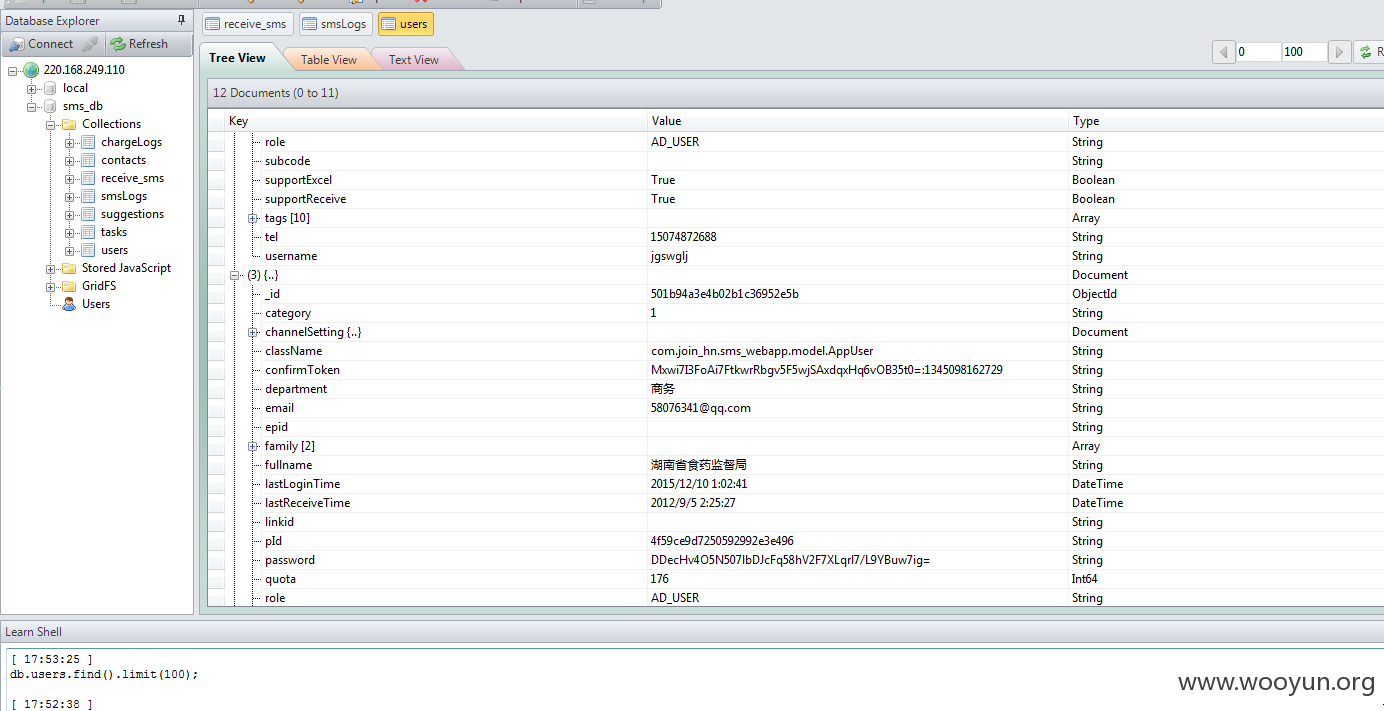 Database Explorer
Connect
Refresh
220.168.249.110
local
sms_db
Collections
chargeLogs
contacts
receive_sms
smsLogs
suggestions
tasks
users
Stored JavaScript
GridFS
Users
receive_sms smsLogs users
Tree View Table View Text View
0 100 R
12 Documents (0 to 11)
Key Value Type
role AD_USER String
subcode String
supportExcel True Boolean
supportReceive True Boolean
tags [10] Array
tel 15074872688 String
username jgswglj String
(3) {..} Document
_id 501b94a3e4b02b1c36952e5b ObjectId
category 1 String
channelSetting {..} Document
className com.join_hn.sms_webapp.model.AppUser String
confirmToken Mxwi7I3FoAi7FtkwrRbgv5F5wjSAxdqxHq6vOB35t0=:1345098162729 String
department 商务 String
email 58076341@qq.com String
epid String
family [2] Array
fullname 湖南省食药监督局 String
lastLoginTime 2015/12/10 1:02:41 DateTime
lastReceiveTime 2012/9/5 2:25:27 DateTime
linkid String
pId 4f59ce9d7250592992e3e496 String
password DDecHv4O5N507IbDJcFq58hV2F7XLqrI7/L9YBuw7ig= String
quota 176 Int64
role AD_USER String
Learn Shell
[ 17:53:25 ]
db.users.find().limit(100);
[ 17:52:38 ]
www.wooyun.org